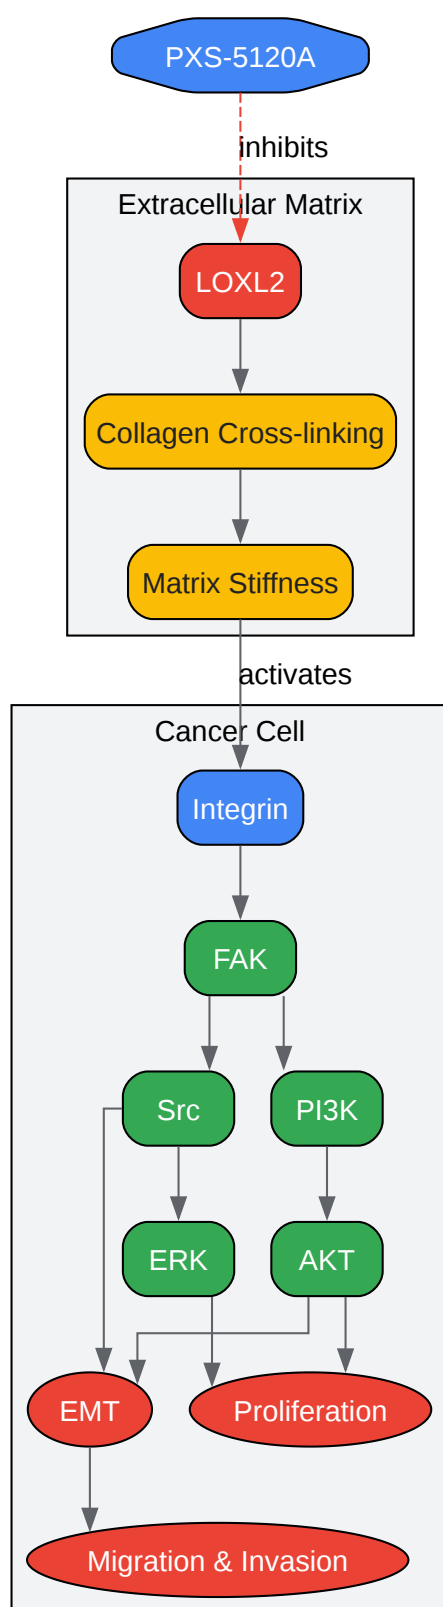 PXS-5120A
inhibits
Extracellular Matrix
LOXL2
Collagen Cross-linking
Matrix Stiffness
activates
Cancer Cell
Integrin
FAK
Src
PI3K
ERK
AKT
EMT
Proliferation
Migration & Invasion